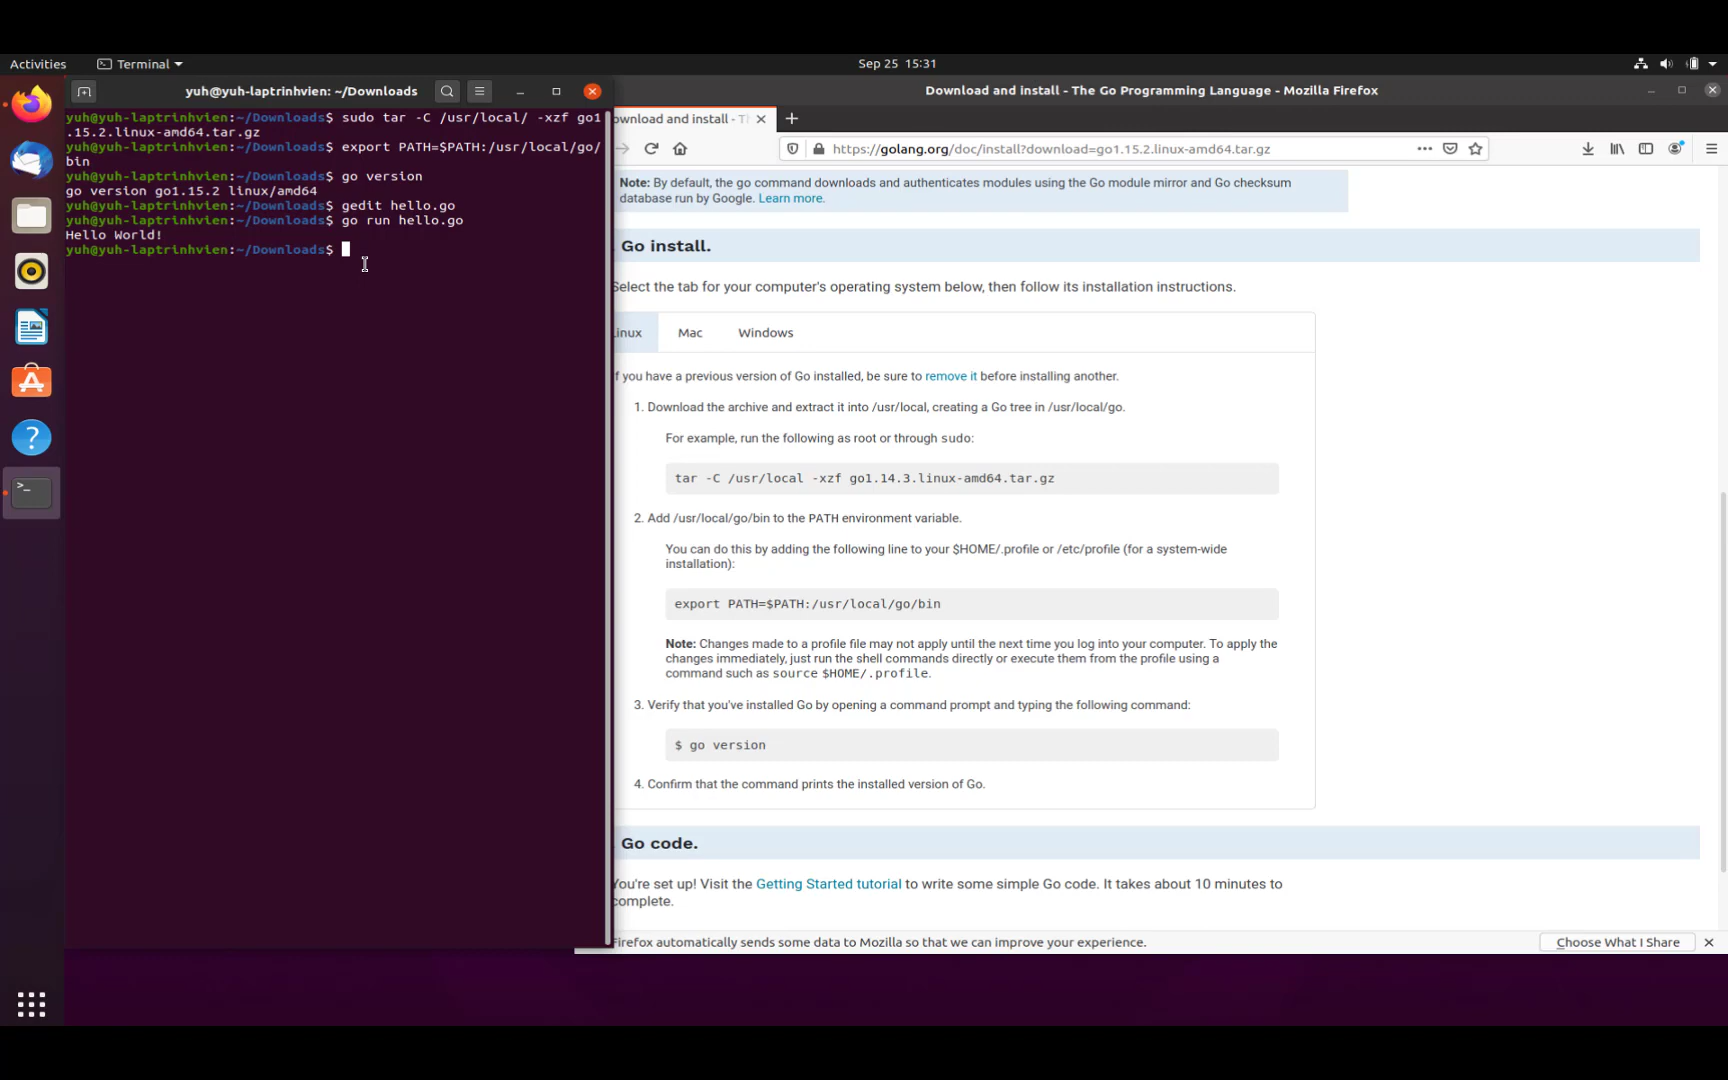 Activities
Terminal
Sep 25 15:31
yuh@yuh-laptrinhvien: ~/Downloads
yuh@yuh-laptrinhvien:~/Downloads$ sudo tar -C /usr/local/ -xzf go1
.15.2.linux-amd64.tar.gz
yuh@yuh-laptrinhvien:~/Downloads$ export PATH=$PATH:/usr/local/go/
bin
yuh@yuh-laptrinhvien:~/Downloads$ go version
go version go1.15.2 linux/amd64
yuh@yuh-laptrinhvien:~/Downloads$ gedit hello.go
yuh@yuh-laptrinhvien:~/Downloads$ go run hello.go
Hello World!
yuh@yuh-laptrinhvien:~/Downloads$
Download and install - The Go Programming Language - Mozilla Firefox
ownload and install - T
https://golang.org/doc/install?download=go1.15.2.linux-amd64.tar.gz
Note: By default, the go command downloads and authenticates modules using the Go module mirror and Go checksum
database run by Google. Learn more.
Go install.
Select the tab for your computer's operating system below, then follow its installation instructions.
inux Mac Windows
f you have a previous version of Go installed, be sure to remove it before installing another.
1. Download the archive and extract it into /usr/local, creating a Go tree in /usr/local/go.
For example, run the following as root or through sudo:
tar -C /usr/local -xzf go1.14.3.linux-amd64.tar.gz
2. Add /usr/local/go/bin to the PATH environment variable.
You can do this by adding the following line to your $HOME/.profile or /etc/profile (for a system-wide
installation):
export PATH=$PATH:/usr/local/go/bin
Note: Changes made to a profile file may not apply until the next time you log into your computer. To apply the
changes immediately, just run the shell commands directly or execute them from the profile using a
command such as source $HOME/.profile.
3. Verify that you've installed Go by opening a command prompt and typing the following command:
$ go version
4. Confirm that the command prints the installed version of Go.
Go code.
You're set up! Visit the Getting Started tutorial to write some simple Go code. It takes about 10 minutes to
complete.
Firefox automatically sends some data to Mozilla so that we can improve your experience.
Choose What I Share